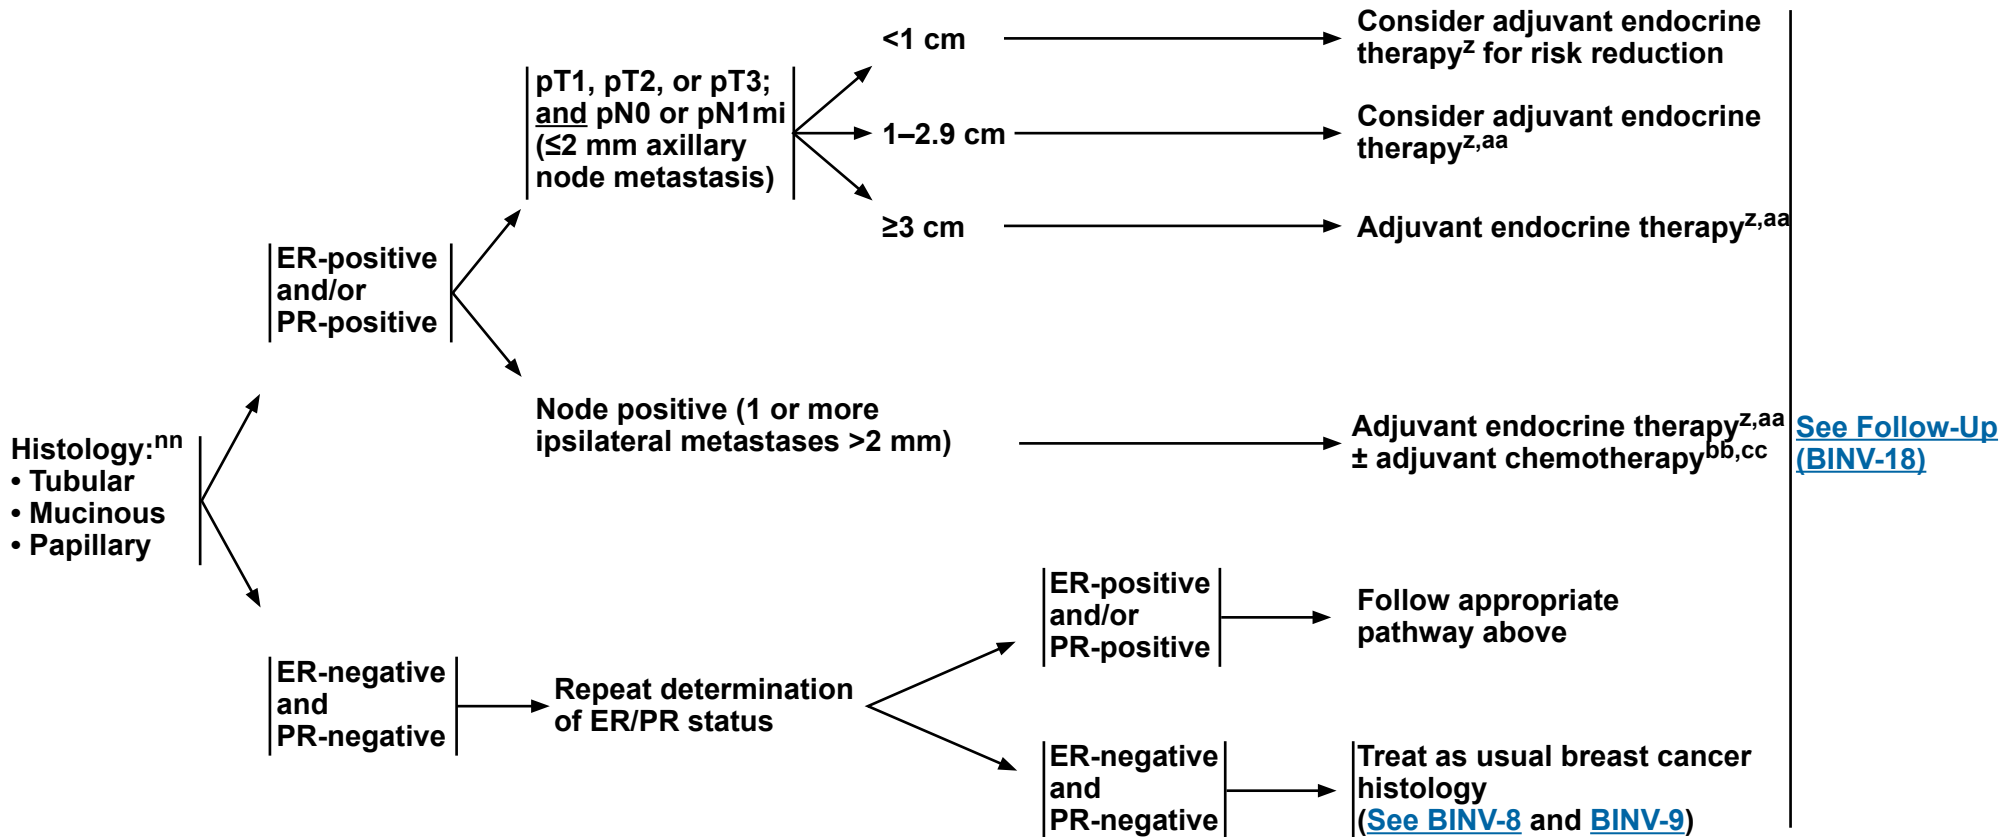 Histology:nn
• Tubular
• Mucinous
• Papillary
ER-positive
and/or
PR-positive
pT1, pT2, or pT3;
and pN0 or pN1mi
(≤2 mm axillary
node metastasis)
<1 cm
Consider adjuvant endocrine
therapyz for risk reduction
1–2.9 cm
Consider adjuvant endocrine
therapyz,aa
≥3 cm
Adjuvant endocrine therapyz,aa
Node positive (1 or more
ipsilateral metastases >2 mm)
Adjuvant endocrine therapyz,aa
± adjuvant chemotherapybb,cc
See Follow-Up
(BINV-18)
ER-negative
and
PR-negative
Repeat determination
of ER/PR status
ER-positive
and/or
PR-positive
Follow appropriate
pathway above
ER-negative
and
PR-negative
Treat as usual breast cancer
histology
(See BINV-8 and BINV-9)